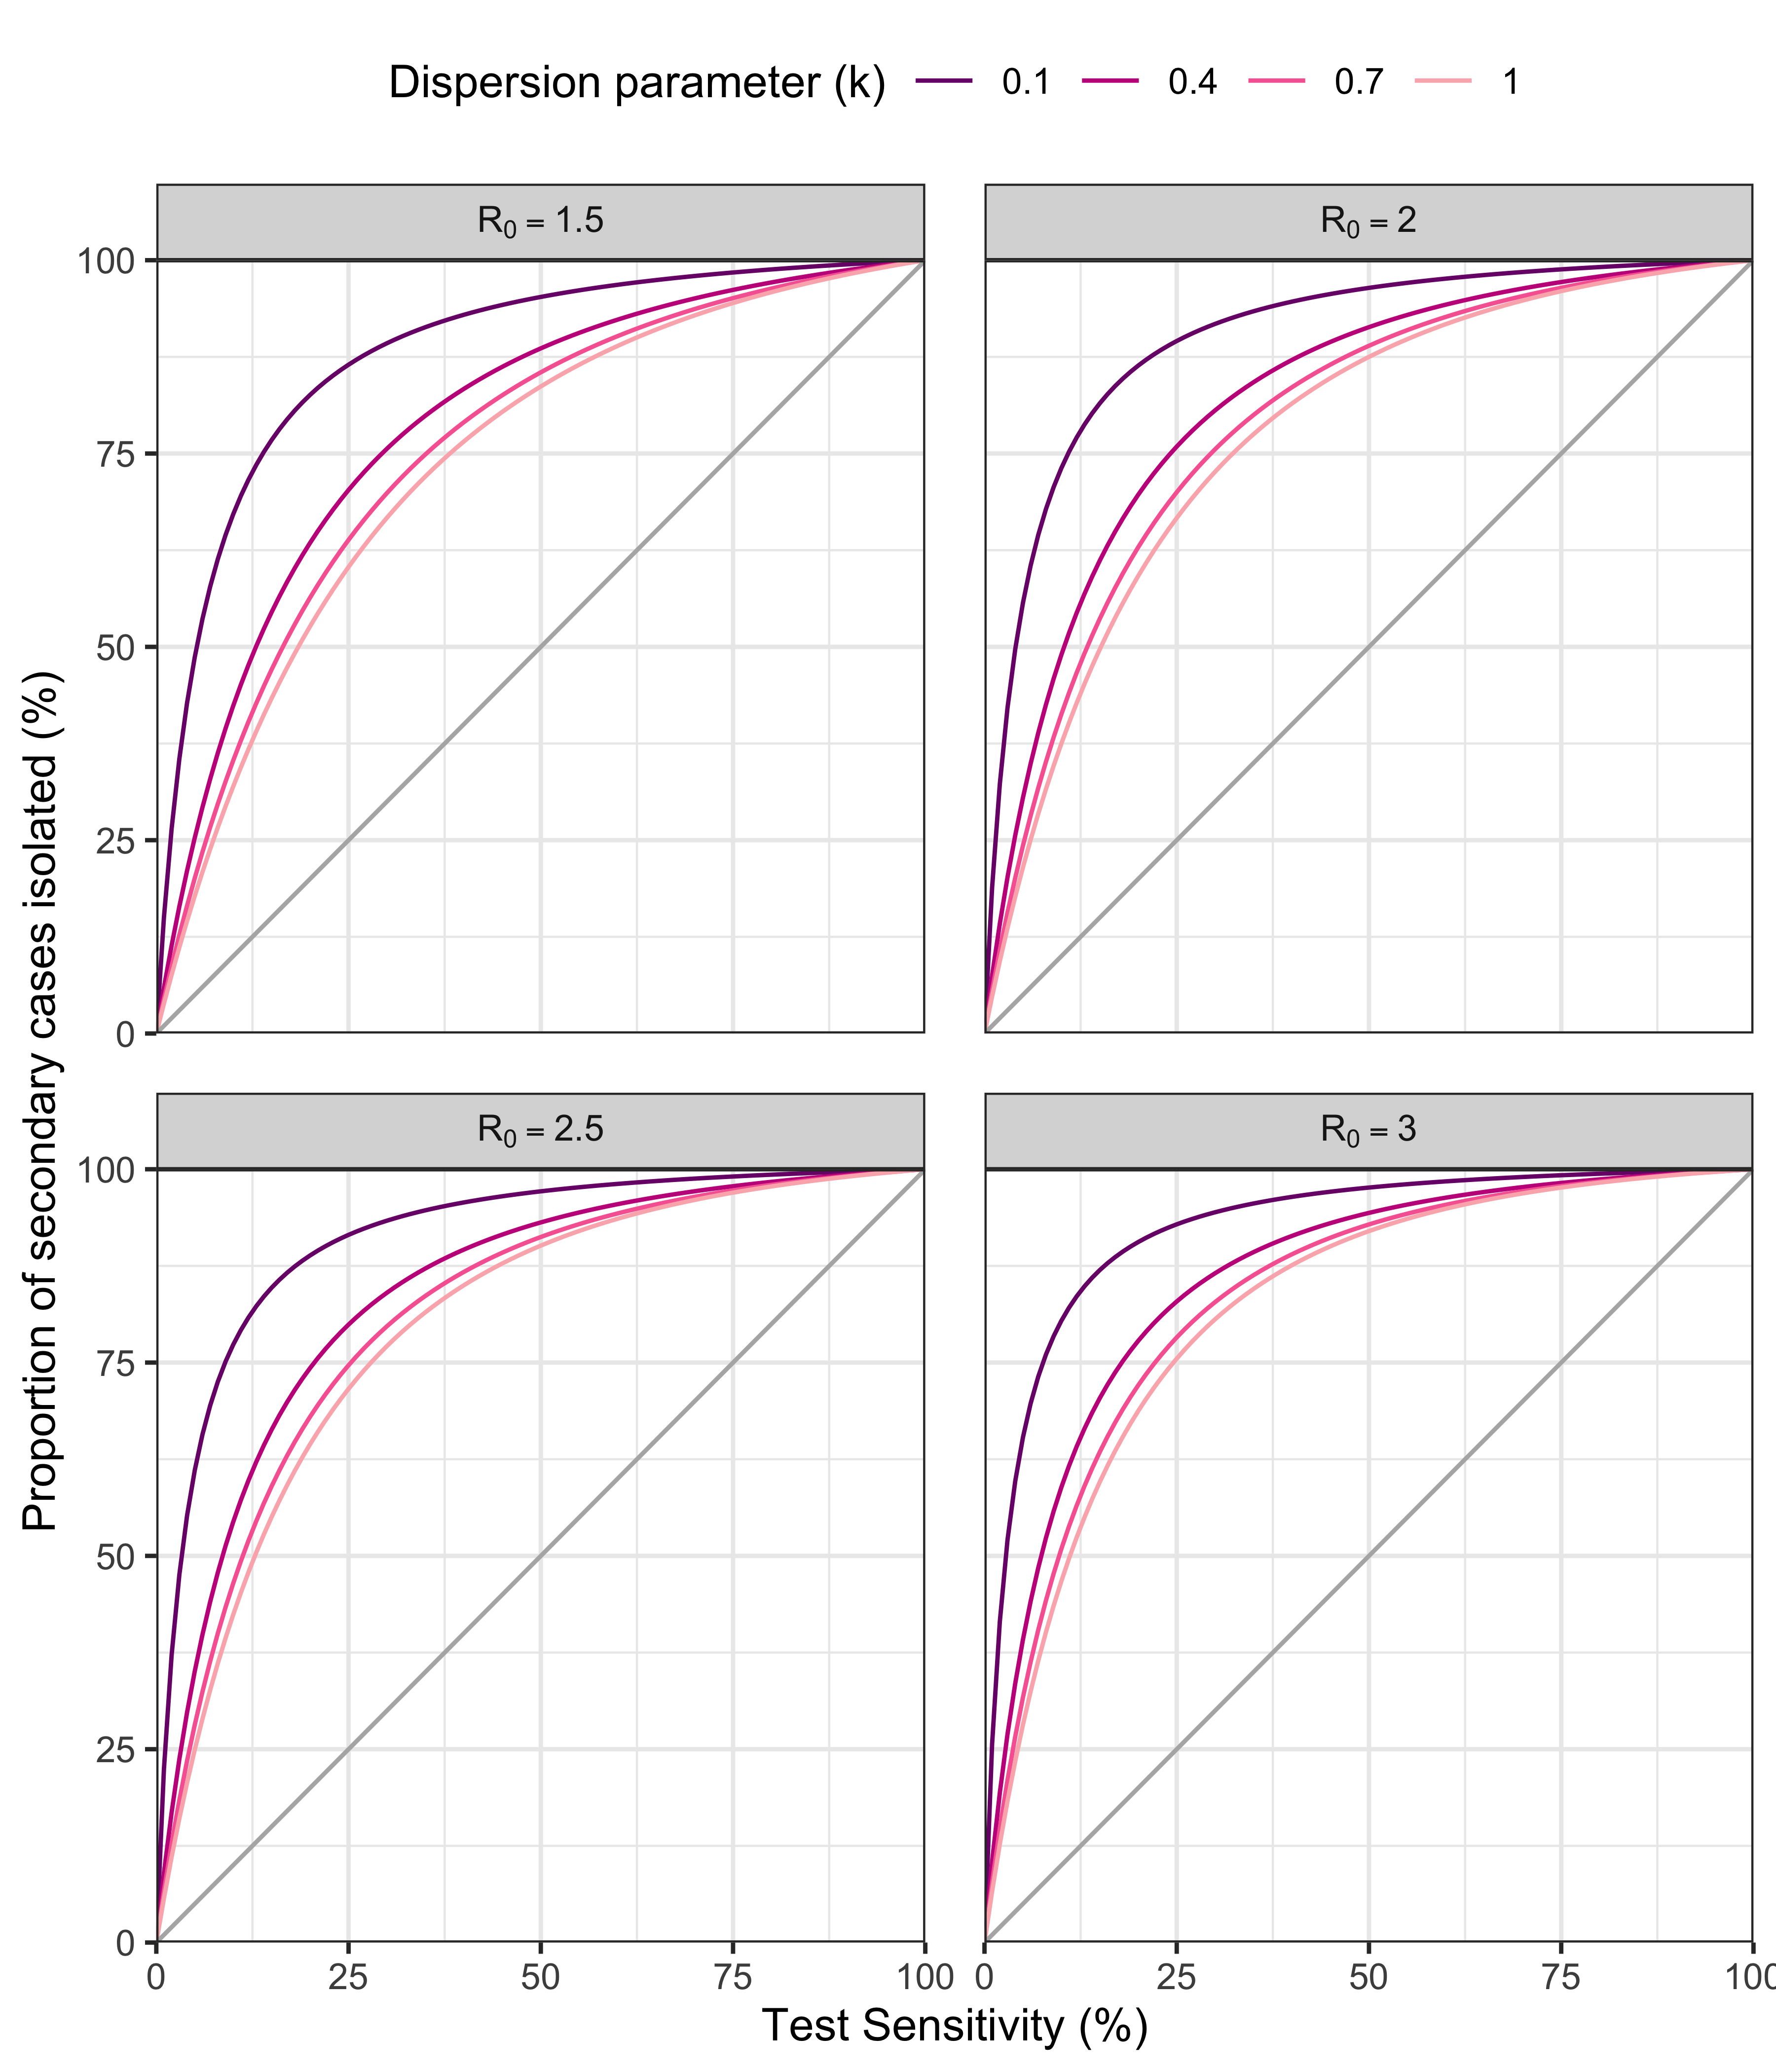 Dispersion parameter (k) 0.1 0.4 0.7 1
R0 = 1.5
R0 = 2
100
75
50
25
0
Proportion of secondary cases isolated (%)
R0 = 2.5
R0 = 3
100
75
50
25
0
0 25 50 75 100 0 25 50 75 100
Test Sensitivity (%)